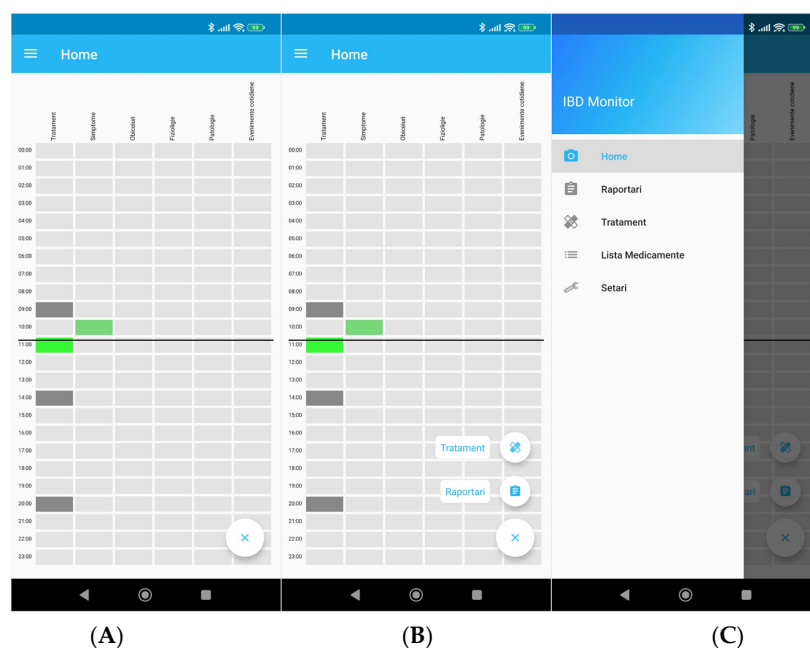 99
Home
Tratament
Simptome
Obiceiuri
Fiziologie
Patologie
Evenimente cotidiene
00:00
01:00
02:00
03:00
04:00
05:00
06:00
07:00
08:00
09:00
10:00
11:00
12:00
13:00
14:00
15:00
16:00
17:00
18:00
19:00
20:00
21:00
22:00
23:00
99
Home
Tratament
Simptome
Obiceiuri
Fiziologie
Patologie
Evenimente cotidiene
00:00
01:00
02:00
03:00
04:00
05:00
06:00
07:00
08:00
09:00
10:00
11:00
12:00
13:00
14:00
15:00
16:00
17:00
18:00
19:00
20:00
21:00
22:00
23:00
Tratament
Raportari
99
IBD Monitor
Home
Raportari
Tratament
Lista Medicamente
Setari
Patologie
Evenimente cotidiene
ent
ari
(A)
(B)
(C)